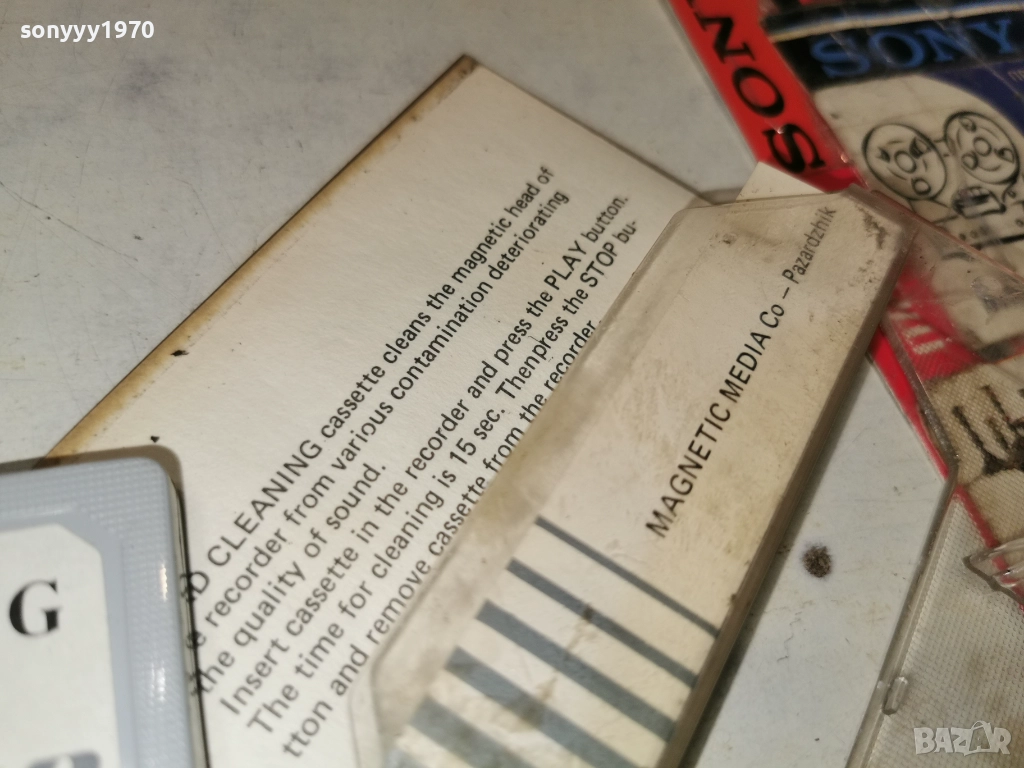 sonyyy1970
SONY
SONY
CLEANING cassette cleans the magnetic head of
recorder from various contamination deteriorating
the quality of sound.
Insert cassette in the recorder and press the PLAY button.
The time for cleaning is 15 sec. Thenpress the STOP bu-
tton and remove cassette from the recorder
MAGNETIC MEDIA Co – Pazardzhik
G
BAZAR